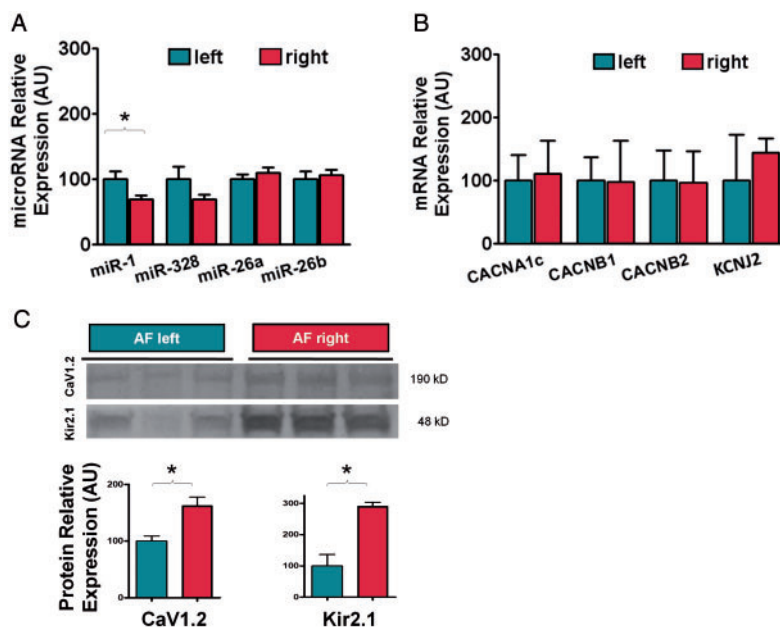 A
microRNA Relative
Expression (AU)
300
200
100
0
left
right
*
miR-1
miR-328
miR-26a
miR-26b
B
mRNA Relative
Expression (AU)
300
200
100
0
left
right
CACNA1c
CACNB1
CACNB2
KCNJ2
C
AF left
AF right
CaV1.2
190 kD
Kir2.1
48 kD
Protein Relative
Expression (AU)
200
100
0
*
CaV1.2
300
200
100
0
*
Kir2.1